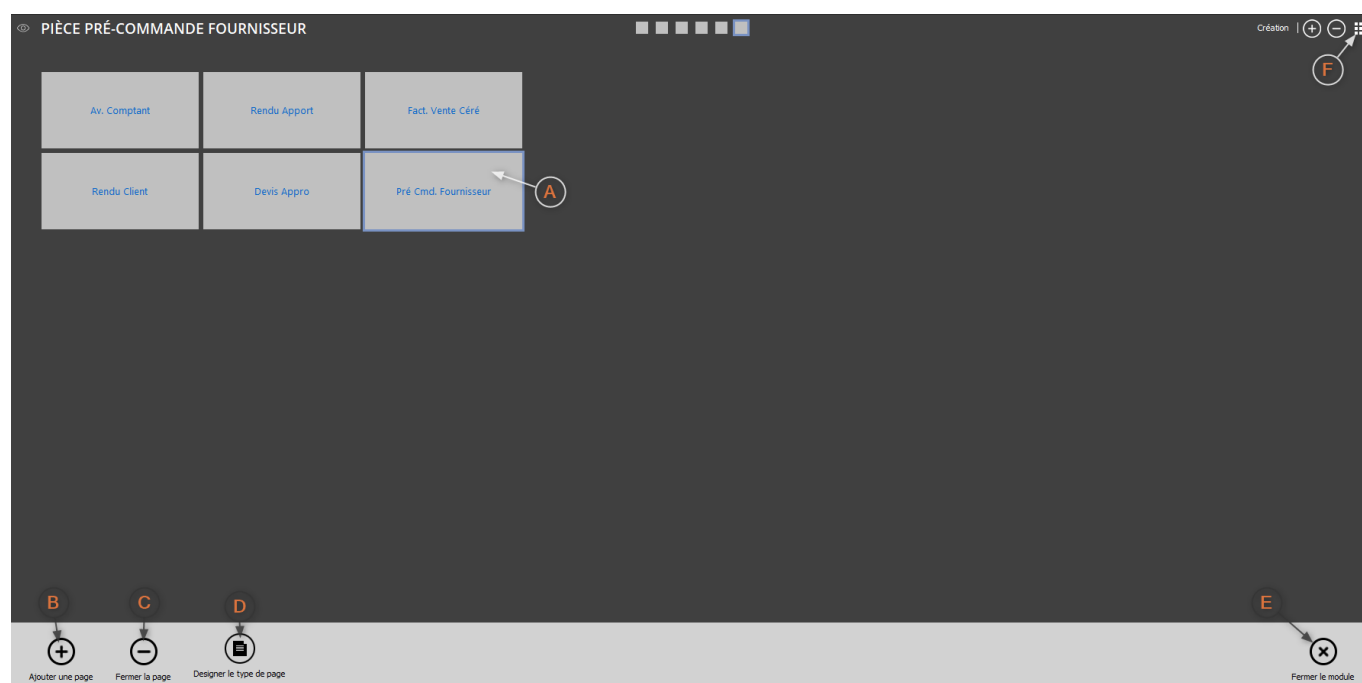 PIÈCE PRÉ-COMMANDE FOURNISSEUR
Création |
F
Av. Comptant
Rendu Apport
Fact. Vente Céré
Rendu Client
Devis Appro
Pré Cmd. Fournisseur
A
B
C
D
E
Ajouter une page
Fermer la page
Designer le type de page
Fermer le module